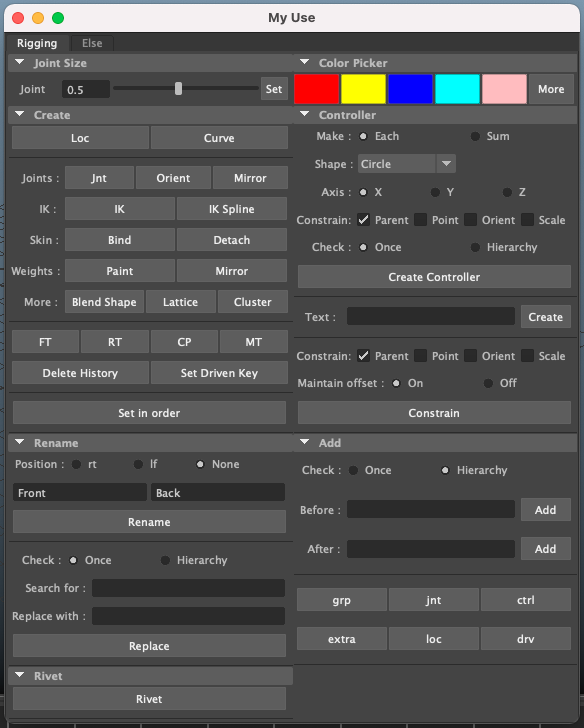 My Use
Rigging Else
Joint Size
Joint 0.5 Set
Create
Loc Curve
Joints : Jnt Orient Mirror
IK : IK IK Spline
Skin : Bind Detach
Weights : Paint Mirror
More : Blend Shape Lattice Cluster
FT RT CP MT
Delete History Set Driven Key
Set in order
Rename
Position : rt lf None
Front Back
Rename
Check : Once Hierarchy
Search for :
Replace with :
Replace
Rivet
Rivet
Color Picker
More
Controller
Make : Each Sum
Shape : Circle
Axis : X Y Z
Constrain: Parent Point Orient Scale
Check : Once Hierarchy
Create Controller
Text : Create
Constrain: Parent Point Orient Scale
Maintain offset : On Off
Constrain
Add
Check : Once Hierarchy
Before : Add
After : Add
grp jnt ctrl
extra loc drv